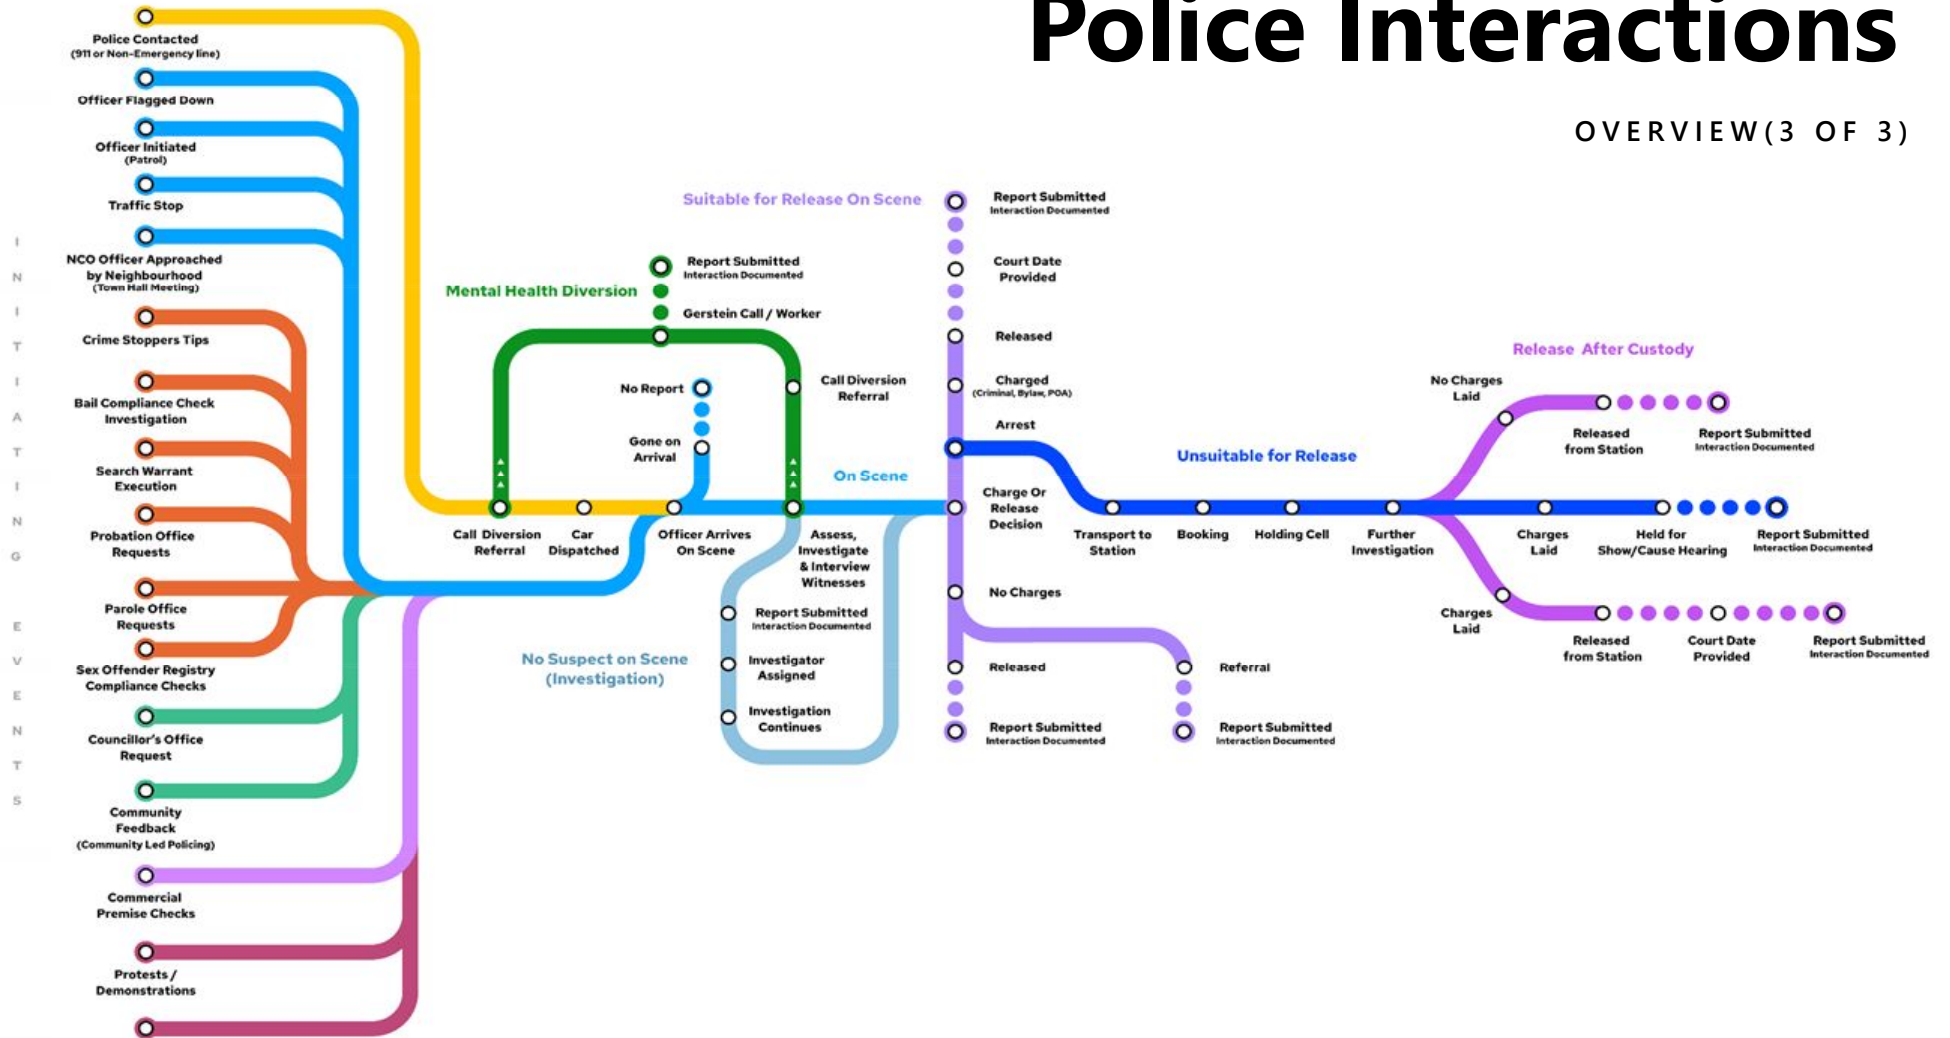 Police Interactions
OVERVIEW(3 OF 3)
INITIATING EVENTS
Police Contacted
(911 or Non-Emergency line)
Officer Flagged Down
Officer Initiated
(Patrol)
Traffic Stop
NCO Officer Approached
by Neighbourhood
(Town Hall Meeting)
Crime Stoppers Tips
Bail Compliance Check
Investigation
Search Warrant
Execution
Probation Office
Requests
Parole Office
Requests
Sex Offender Registry
Compliance Checks
Councillor's Office
Request
Community
Feedback
(Community Led Policing)
Commercial
Premise Checks
Protests /
Demonstrations
Mental Health Diversion
Report Submitted
Interaction Documented
Gerstein Call / Worker
Call Diversion
Referral
No Report
Gone on
Arrival
On Scene
Call Diversion
Referral
Car
Dispatched
Officer Arrives
On Scene
Assess,
Investigate
& Interview
Witnesses
No Suspect on Scene
(Investigation)
Report Submitted
Interaction Documented
Investigator
Assigned
Investigation
Continues
Suitable for Release On Scene
Report Submitted
Interaction Documented
Court Date
Provided
Released
Charged
(Criminal, Bylaw, POA)
Arrest
Charge Or
Release
Decision
No Charges
Released
Report Submitted
Interaction Documented
Referral
Report Submitted
Interaction Documented
Unsuitable for Release
Transport to
Station
Booking
Holding Cell
Further
Investigation
Charges
Laid
Held for
Show/Cause Hearing
Report Submitted
Interaction Documented
Release After Custody
No Charges
Laid
Released
from Station
Report Submitted
Interaction Documented
Charges
Laid
Released
from Station
Court Date
Provided
Report Submitted
Interaction Documented